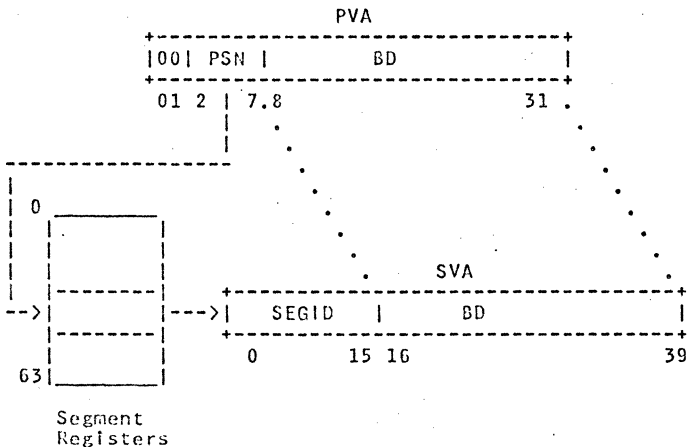 PVA
|00| PSN | BD |
01 2 7.8 31
0
SVA
SEGID | BD
0 15 16 39
63
Segment
Registers